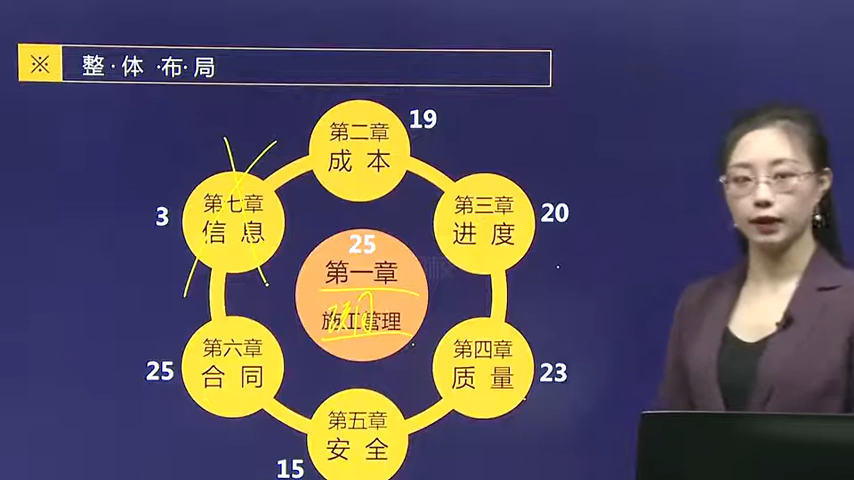 ※ 整·体·布·局
第二章
成 本
19
第三章
进 度
20
第四章
质 量
23
第五章
安 全
15
第六章
合 同
25
第七章
信 息
3
25
第一章
施工管理